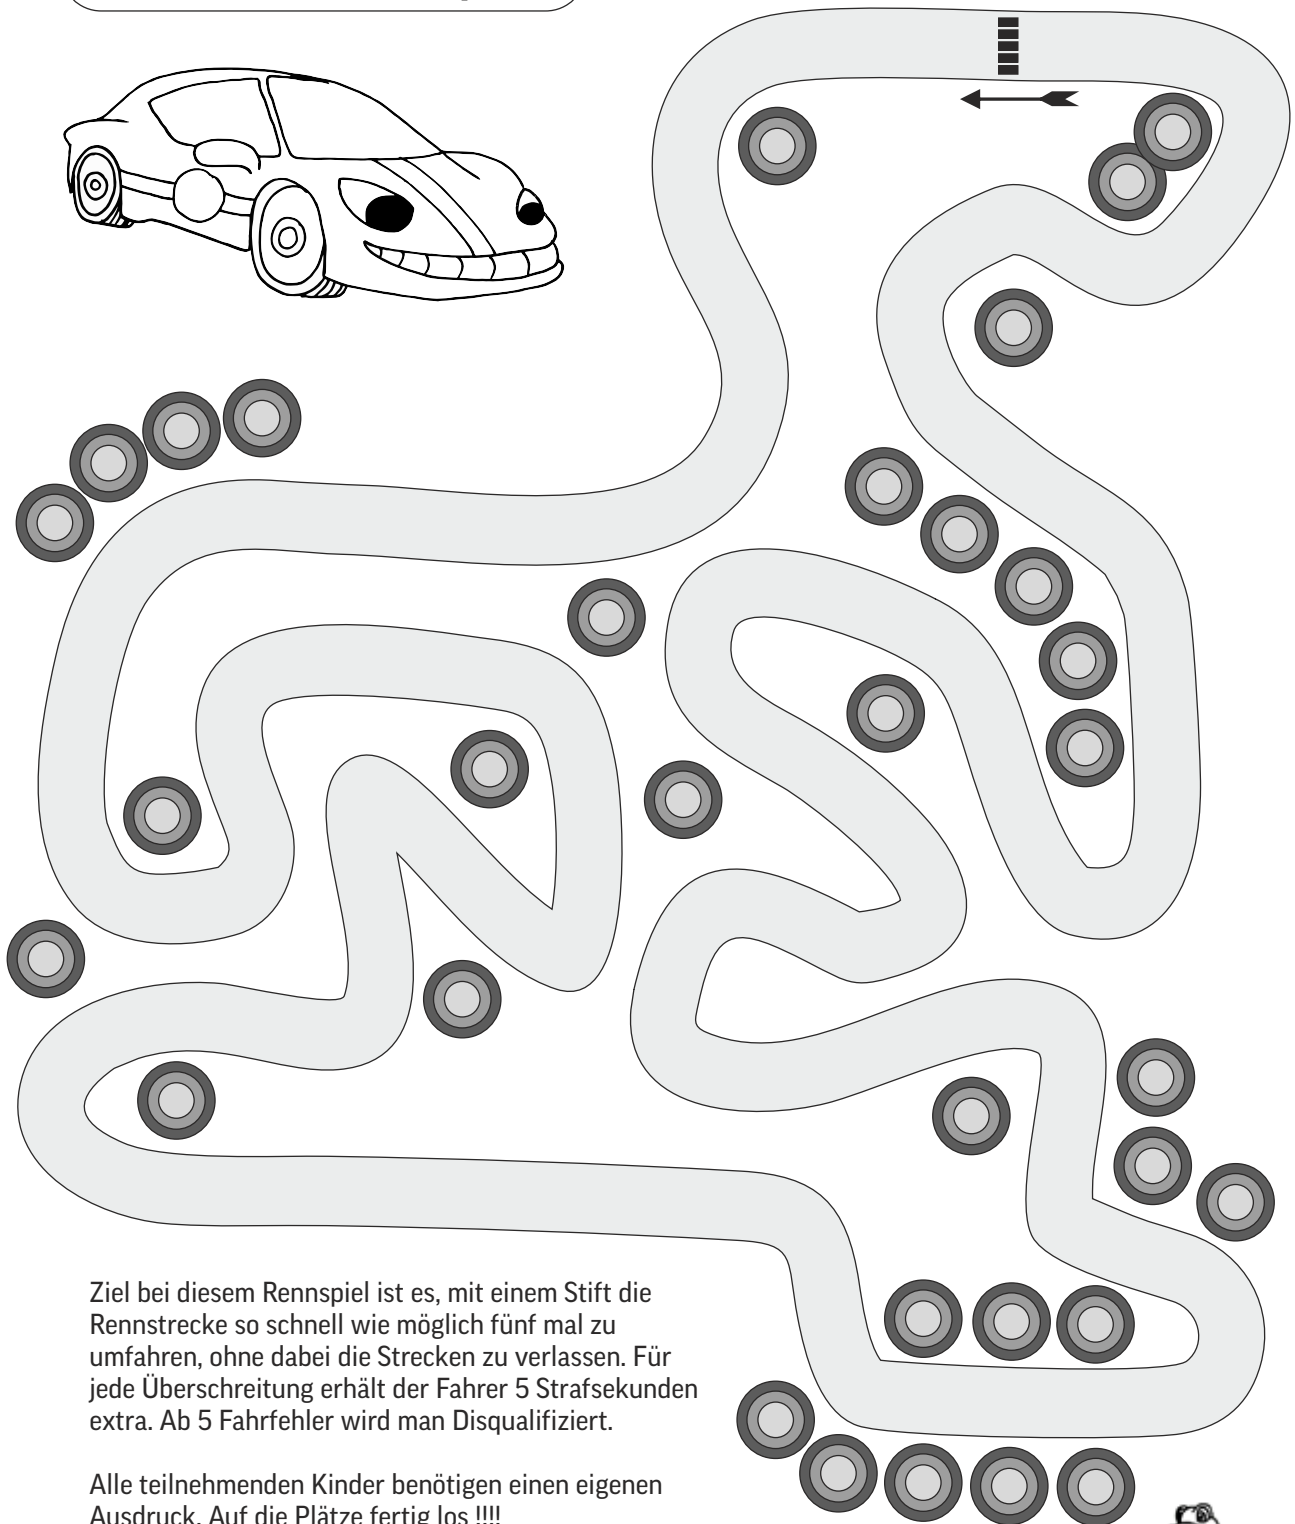 Ziel bei diesem Rennspiel ist es, mit einem Stift die
Rennstrecke so schnell wie möglich fünf mal zu
umfahren, ohne dabei die Strecken zu verlassen. Für
jede Überschreitung erhält der Fahrer 5 Strafsekunden
extra. Ab 5 Fahrfehler wird man Disqualifiziert.
Alle teilnehmenden Kinder benötigen einen eigenen
Ausdruck. Auf die Plätze fertig los !!!!